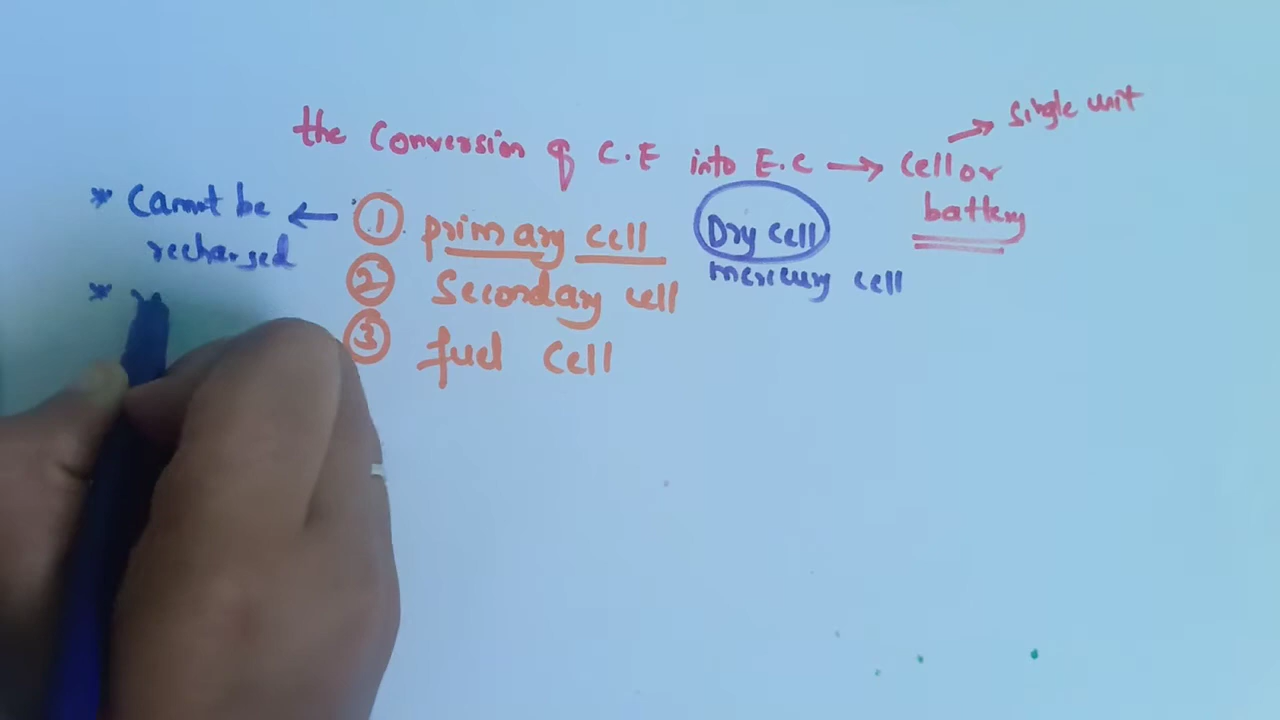 single unit
the Conversion of C.E into E.C → Cell or
battery
* Cannot be ← ① primary cell Dry cell
recharged
mercury cell
② Secondary cell
*
③ fuel cell